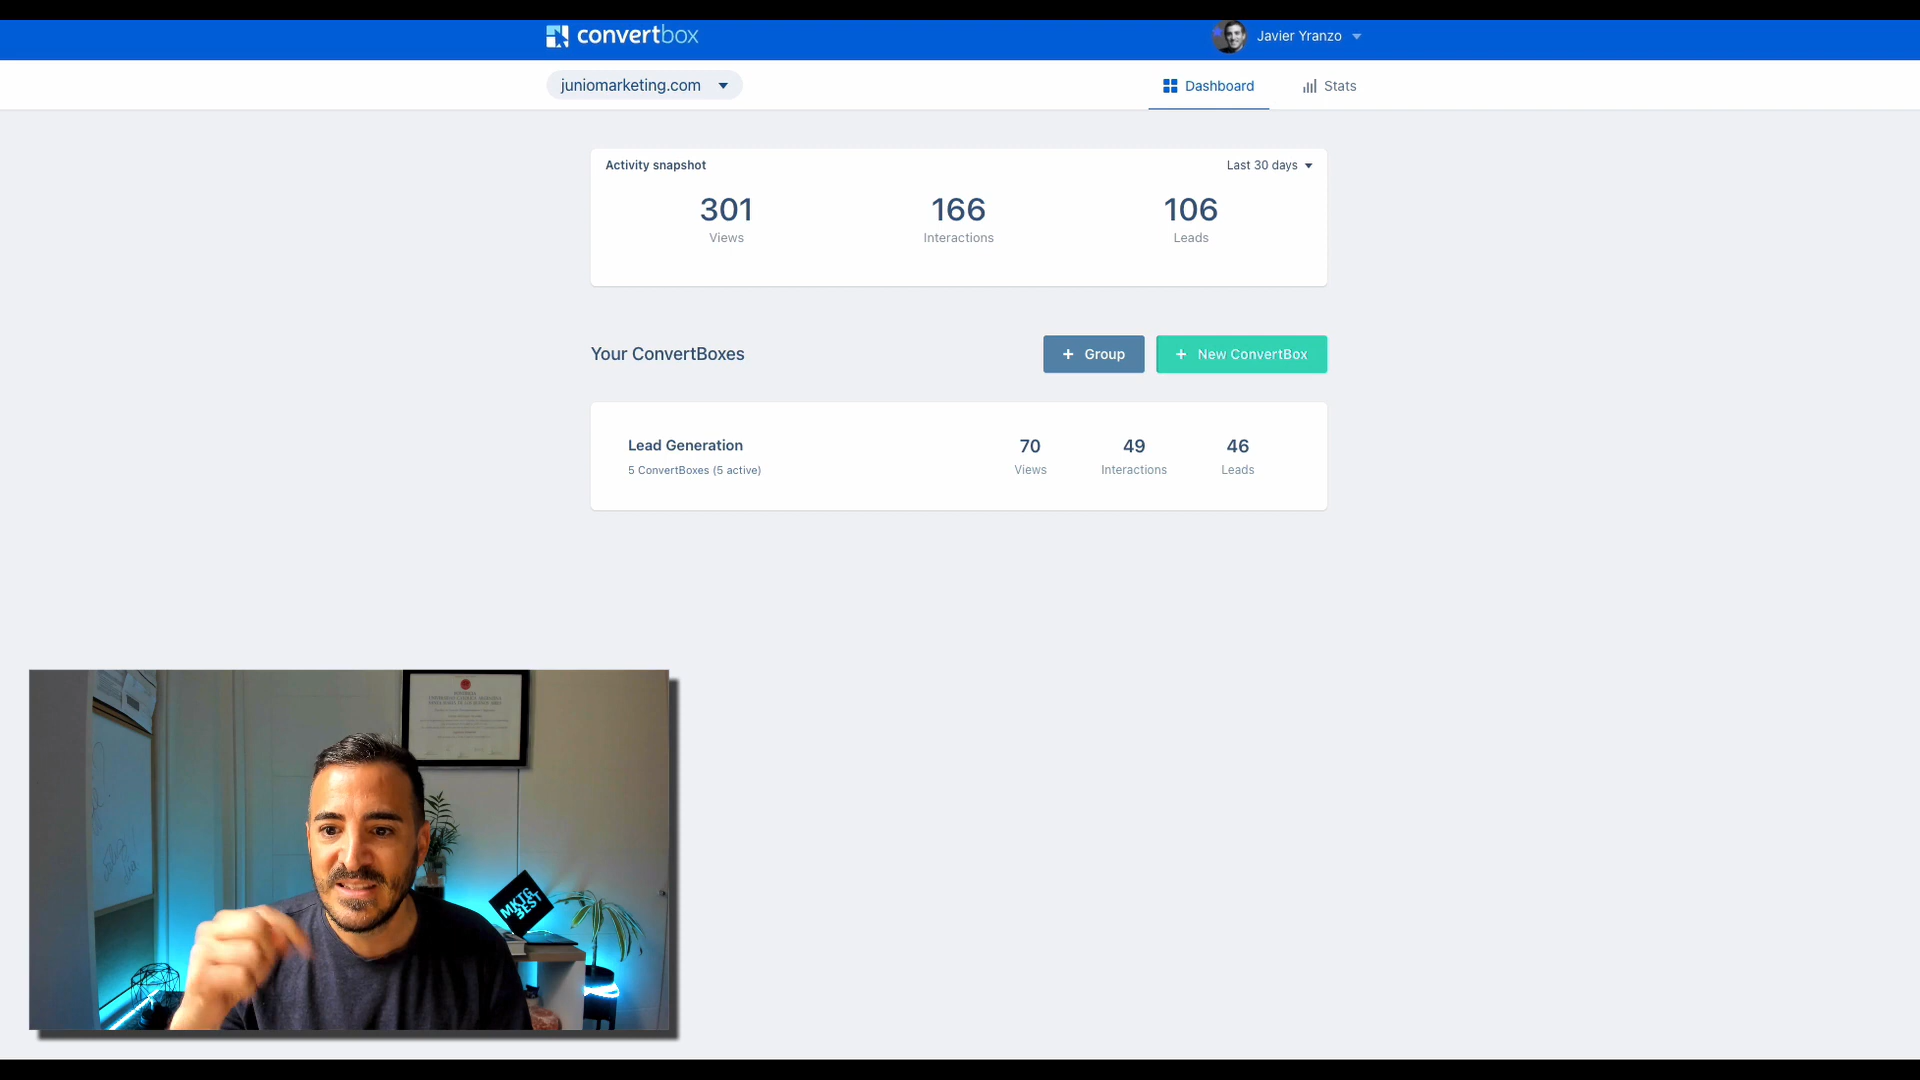 convertbox
Javier Yranzo
juniomarketing.com
Dashboard
Stats
Activity snapshot
Last 30 days
301
166
106
Views
Interactions
Leads
Your ConvertBoxes
+ Group
+ New ConvertBox
Lead Generation
70
49
46
5 ConvertBoxes (5 active)
Views
Interactions
Leads
MKTG
BEST